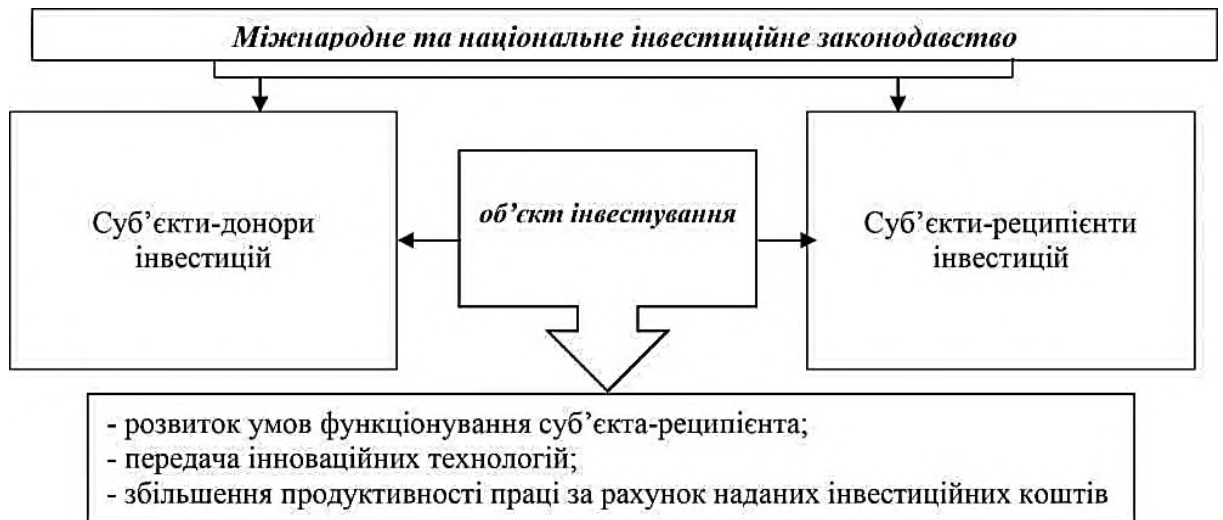 Міжнародне та національне інвестиційне законодавство
Суб’єкти-донори
інвестицій
об’єкт інвестування
Суб’єкти-реципієнти
інвестицій
- розвиток умов функціонування суб’єкта-реципієнта;
- передача інноваційних технологій;
- збільшення продуктивності праці за рахунок наданих інвестиційних коштів